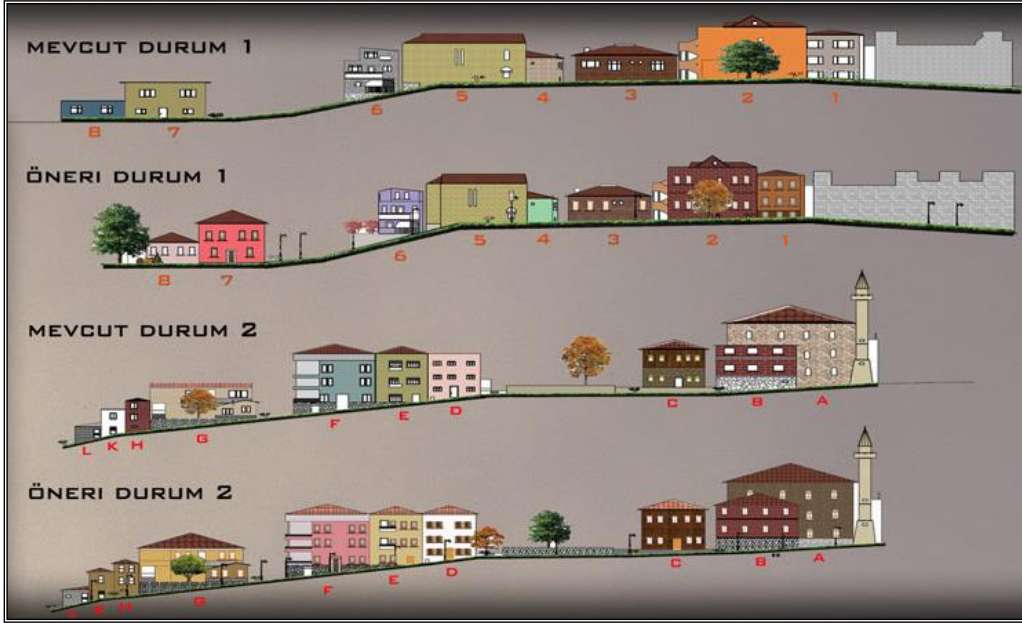 MEVCUT DURUM 1
8 7 6 5 4 3 2 1
ÖNERİ DURUM 1
8 7 6 5 4 3 2 1
MEVCUT DURUM 2
L K H G F E D C B A
ÖNERİ DURUM 2
K H G F E D C B A